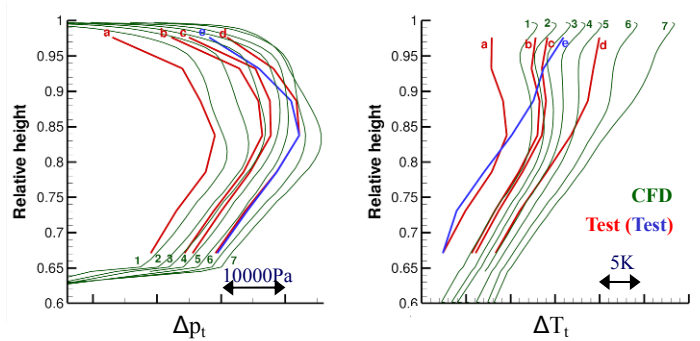 1
0.95
0.9
0.85
0.8
0.75
0.7
0.65
0.6
Relative height
a
b
c
e
d
1
2
3
4
5
6
7
10000Pa
Δpt
1
0.95
0.9
0.85
0.8
0.75
0.7
0.65
0.6
Relative height
1
2
3
4
5
6
7
a
b
c
e
d
CFD
Test (Test)
5K
ΔTt